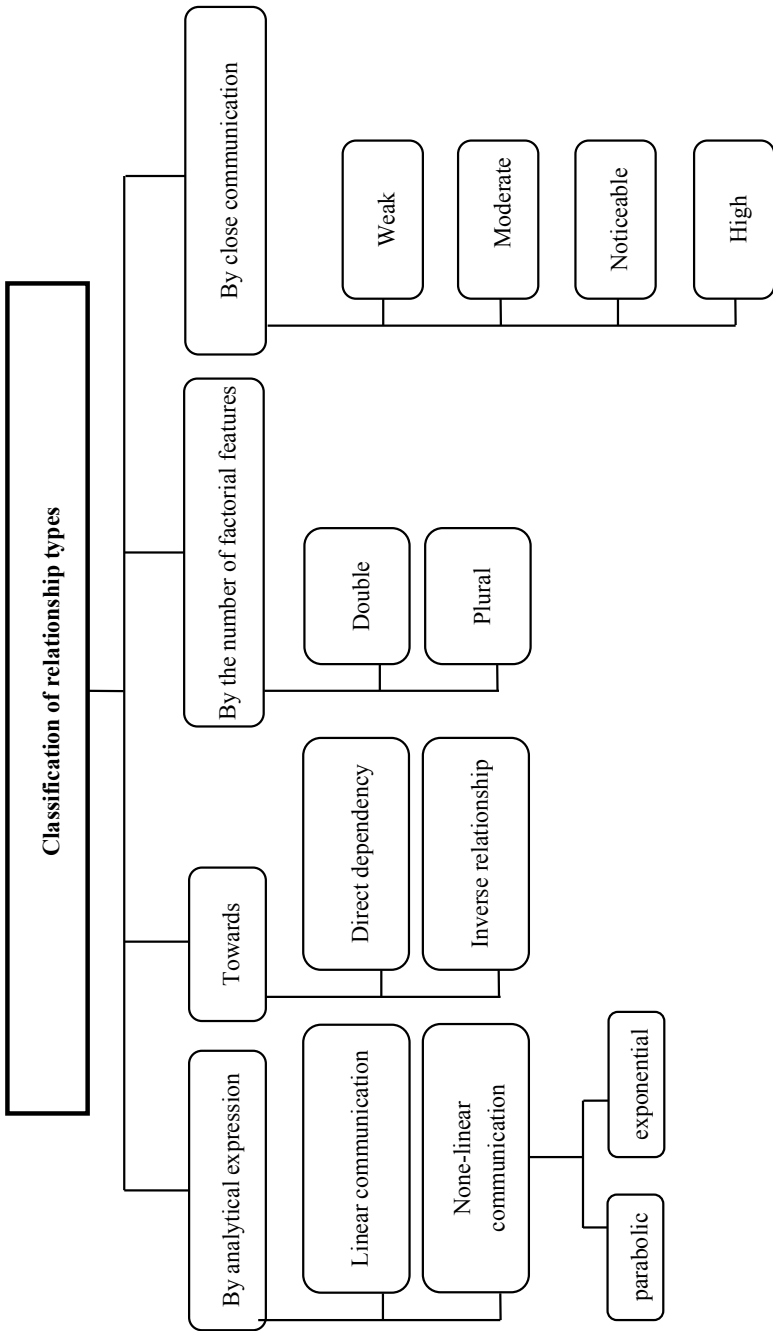 Classification of relationship types
By analytical expression
Linear communication
None-linear
communication
parabolic
exponential
Towards
Direct dependency
Inverse relationship
By the number of factorial features
Double
Plural
By close communication
Weak
Moderate
Noticeable
High